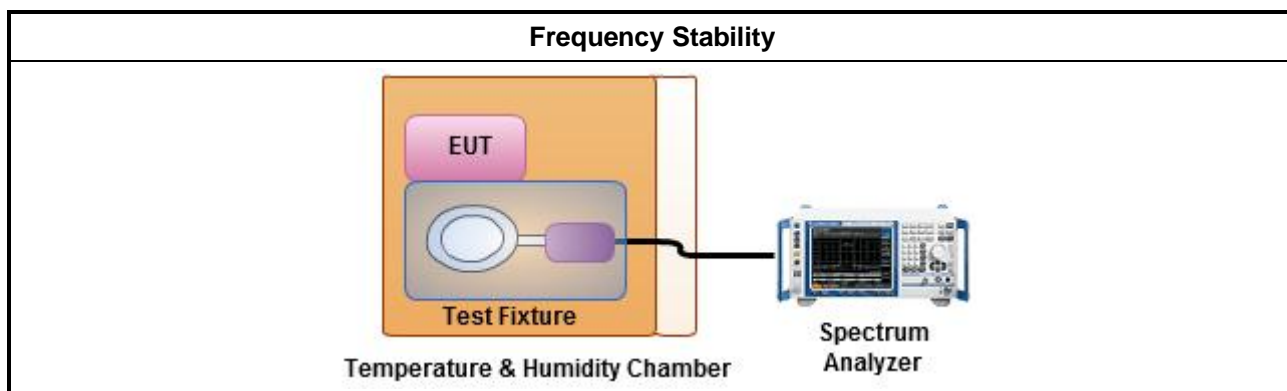 Frequency Stability
EUT
Test Fixture
Temperature & Humidity Chamber
Spectrum
Analyzer